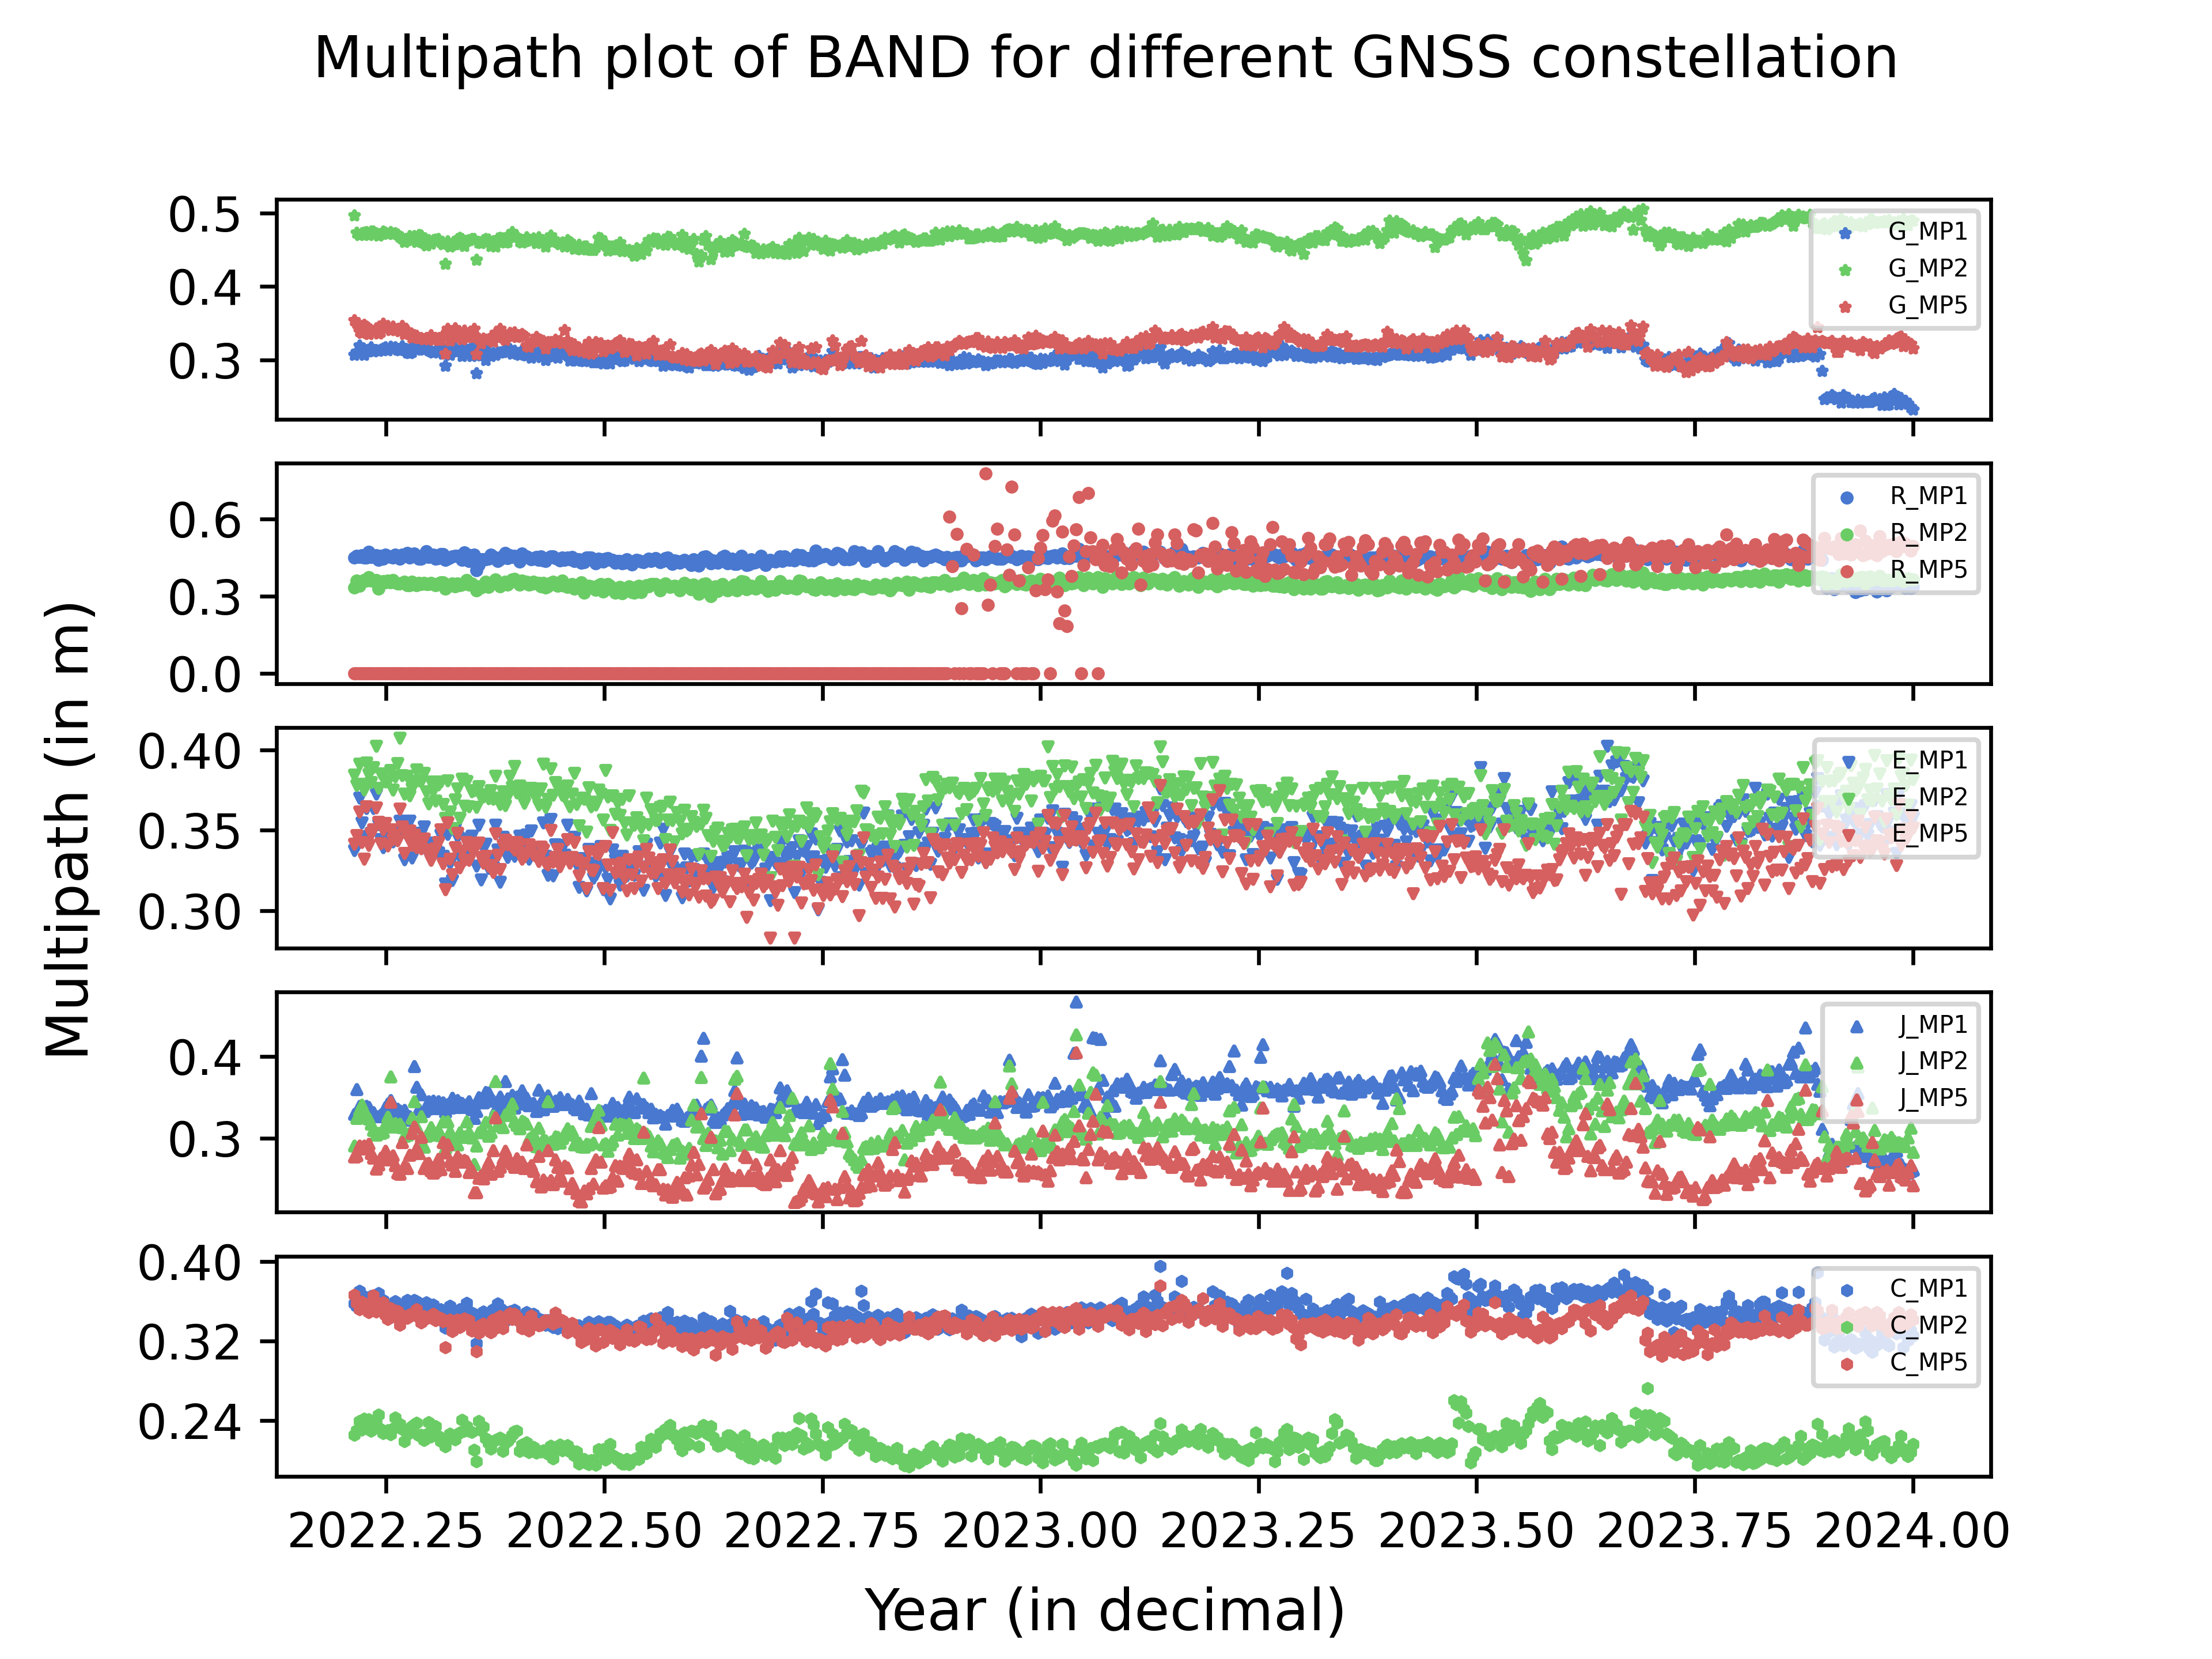 Multipath plot of BAND for different GNSS constellation
Multipath (in m)
0.5
0.4
0.3
G_MP1
G_MP2
G_MP5
0.6
0.3
0.0
R_MP1
R_MP2
R_MP5
0.40
0.35
0.30
E_MP1
E_MP2
E_MP5
0.4
0.3
J_MP1
J_MP2
J_MP5
0.40
0.32
0.24
C_MP1
C_MP2
C_MP5
2022.25 2022.50 2022.75 2023.00 2023.25 2023.50 2023.75 2024.00
Year (in decimal)